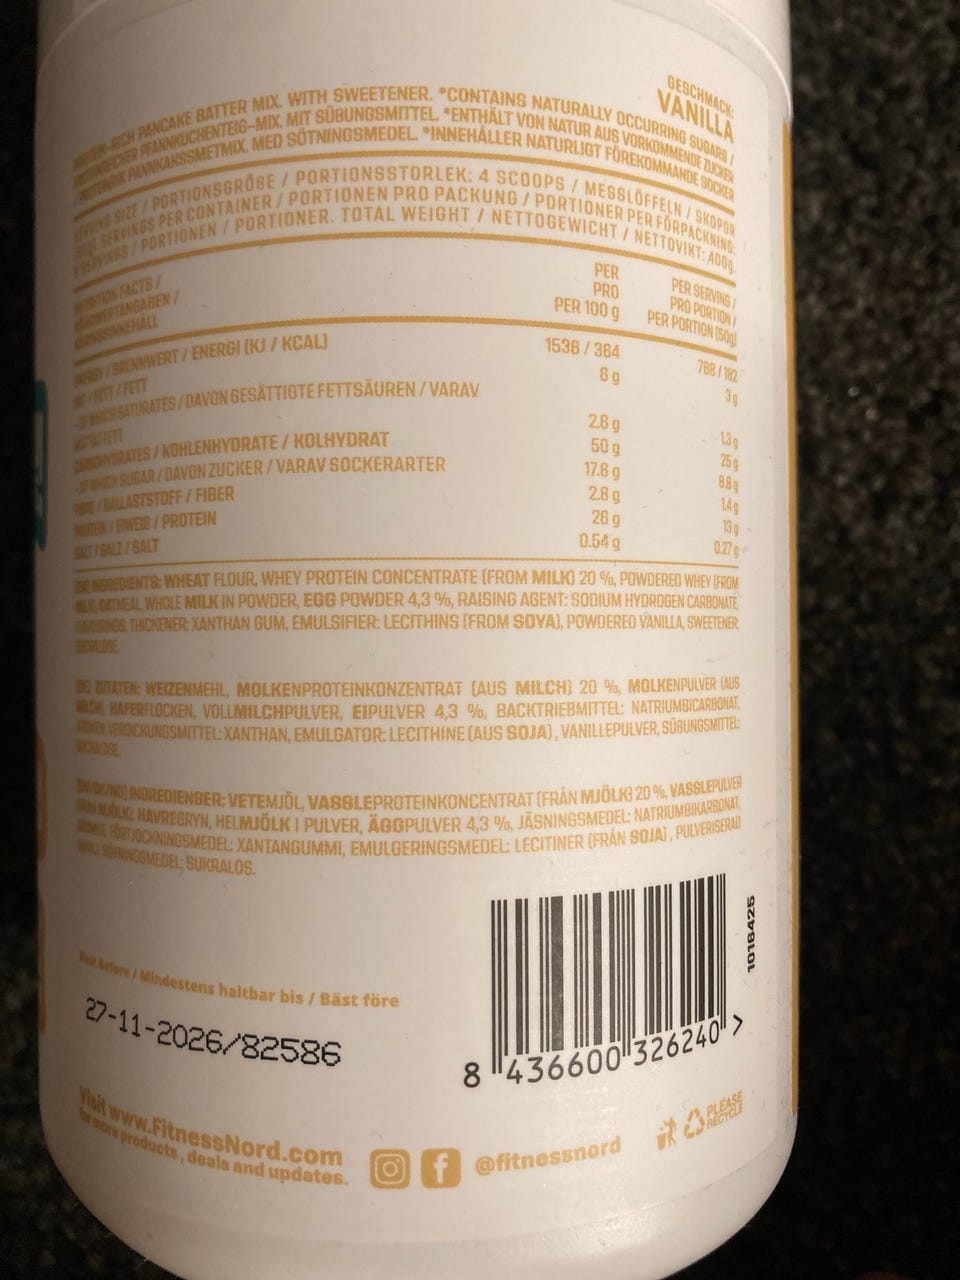 GESCHMACK:
VANILLA
PROTEIN-RICH PANCAKE BATTER MIX. WITH SWEETENER. *CONTAINS NATURALLY OCCURRING SUGARS /
PFANNKUCHENTEIG-MIX. MIT SÜßUNGSMITTEL. *ENTHÄLT VON NATUR AUS VORKOMMENDE ZUCKER
PANNKAKSSMETMIX. MED SÖTNINGSMEDEL. *INNEHÅLLER NATURLIGT FÖREKOMMANDE SOCKER
SERVING SIZE / PORTIONSGRÖßE / PORTIONSSTORLEK: 4 SCOOPS / MESSLÖFFELN / SKOPOR
SERVINGS PER CONTAINER / PORTIONEN PRO PACKUNG / PORTIONER PER FÖRPACKNING:
8 SERVINGS / PORTIONEN / PORTIONER. TOTAL WEIGHT / NETTOGEWICHT / NETTOVIKT: 400g.
NUTRITION FACTS /
NÄHRWERTANGABEN /
NÄRINGSINNEHÅLL
PER
PRO
PER 100 g
PER SERVING /
PRO PORTION /
PER PORTION (50g)
ENERGY / BRENNWERT / ENERGI (KJ / KCAL) 1536 / 364 768 / 182
FAT / FETT / FETT 6 g 3 g
- OF WHICH SATURATES / DAVON GESÄTTIGTE FETTSÄUREN / VARAV
MÄTTAT FETT 2.6 g 1.3 g
CARBOHYDRATES / KOHLENHYDRATE / KOLHYDRAT 50 g 25 g
- OF WHICH SUGAR / DAVON ZUCKER / VARAV SOCKERARTER 17.6 g 8.8 g
FIBRE / BALLASTSTOFF / FIBER 2.8 g 1.4 g
PROTEIN / EIWEIß / PROTEIN 26 g 13 g
SALT / SALZ / SALT 0.54 g 0.27 g
INGREDIENTS: WHEAT FLOUR, WHEY PROTEIN CONCENTRATE (FROM MILK) 20 %, POWDERED WHEY (FROM
MILK), OATMEAL, WHOLE MILK IN POWDER, EGG POWDER 4,3 %, RAISING AGENT: SODIUM HYDROGEN CARBONATE,
FLAVOURINGS, THICKENER: XANTHAN GUM, EMULSIFIER: LECITHINS (FROM SOYA), POWDERED VANILLA, SWEETENER:
SUCRALOSE.
(DE) ZUTATEN: WEIZENMEHL, MOLKENPROTEINKONZENTRAT (AUS MILCH) 20 %, MOLKENPULVER (AUS
MILCH), HAFERFLOCKEN, VOLLMILCHPULVER, EIPULVER 4,3 %, BACKTRIEBMITTEL: NATRIUMBICARBONAT,
AROMEN, VERDICKUNGSMITTEL: XANTHAN, EMULGATOR: LECITHINE (AUS SOJA), VANILLEPULVER, SÜßUNGSMITTEL:
SUCRALOSE.
(SV/DK/NO) INGREDIENSER: VETEMJÖL, VASSLEPROTEINKONCENTRAT (FRÅN MJÖLK) 20 %, VASSLEPULVER
(FRÅN MJÖLK), HAVREGRYN, HELMJÖLK I PULVER, ÄGGPULVER 4,3 %, JÄSNINGSMEDEL: NATRIUMBIKARBONAT,
AROMER, FÖRTJOCKNINGSMEDEL: XANTANGUMMI, EMULGERINGSMEDEL: LECITINER (FRÅN SOJA), PULVERISERAD
VANILJ, SÖTNINGSMEDEL: SUKRALOS.
Best Before / Mindestens haltbar bis / Bäst före
27-11-2026/82586
1016425
8 436600 326240 >
Visit www.FitnessNord.com
for more products, deals and updates.
@fitnessnord
PLEASE
RECYCLE